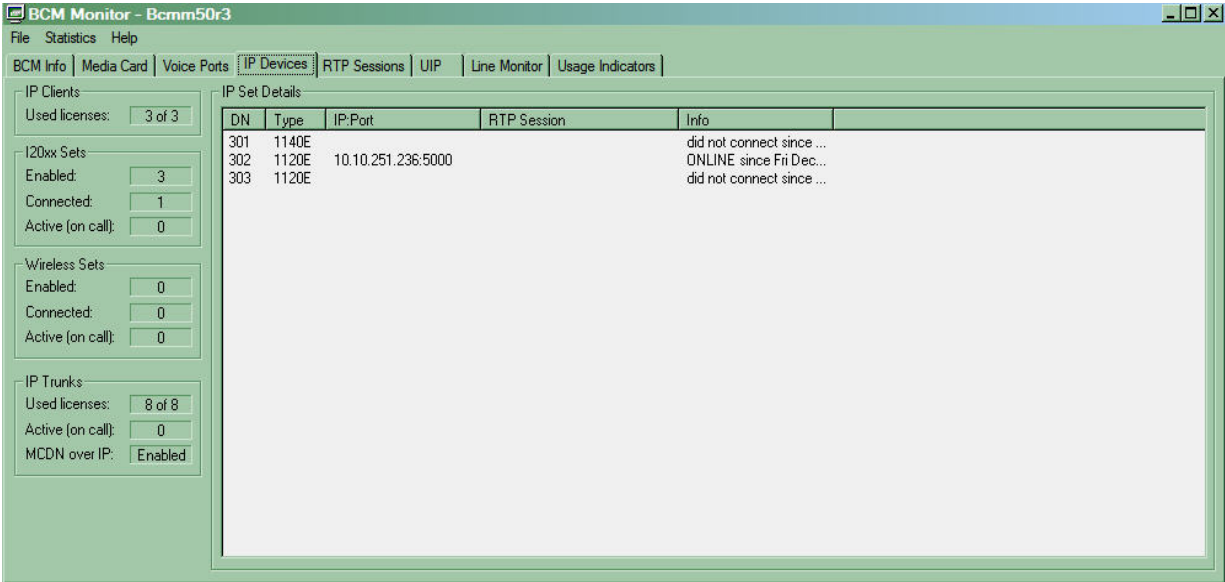 BCM Monitor - Bcmm50r3
File Statistics Help
BCM Info Media Card Voice Ports IP Devices RTP Sessions UIP Line Monitor Usage Indicators
IP Clients
Used licenses: 3 of 3
I20xx Sets
Enabled: 3
Connected: 1
Active (on call): 0
Wireless Sets
Enabled: 0
Connected: 0
Active (on call): 0
IP Trunks
Used licenses: 8 of 8
Active (on call): 0
MCDN over IP: Enabled
IP Set Details
DN Type IP:Port RTP Session Info
301 1140E did not connect since ...
302 1120E 10.10.251.236:5000 ONLINE since Fri Dec...
303 1120E did not connect since ...